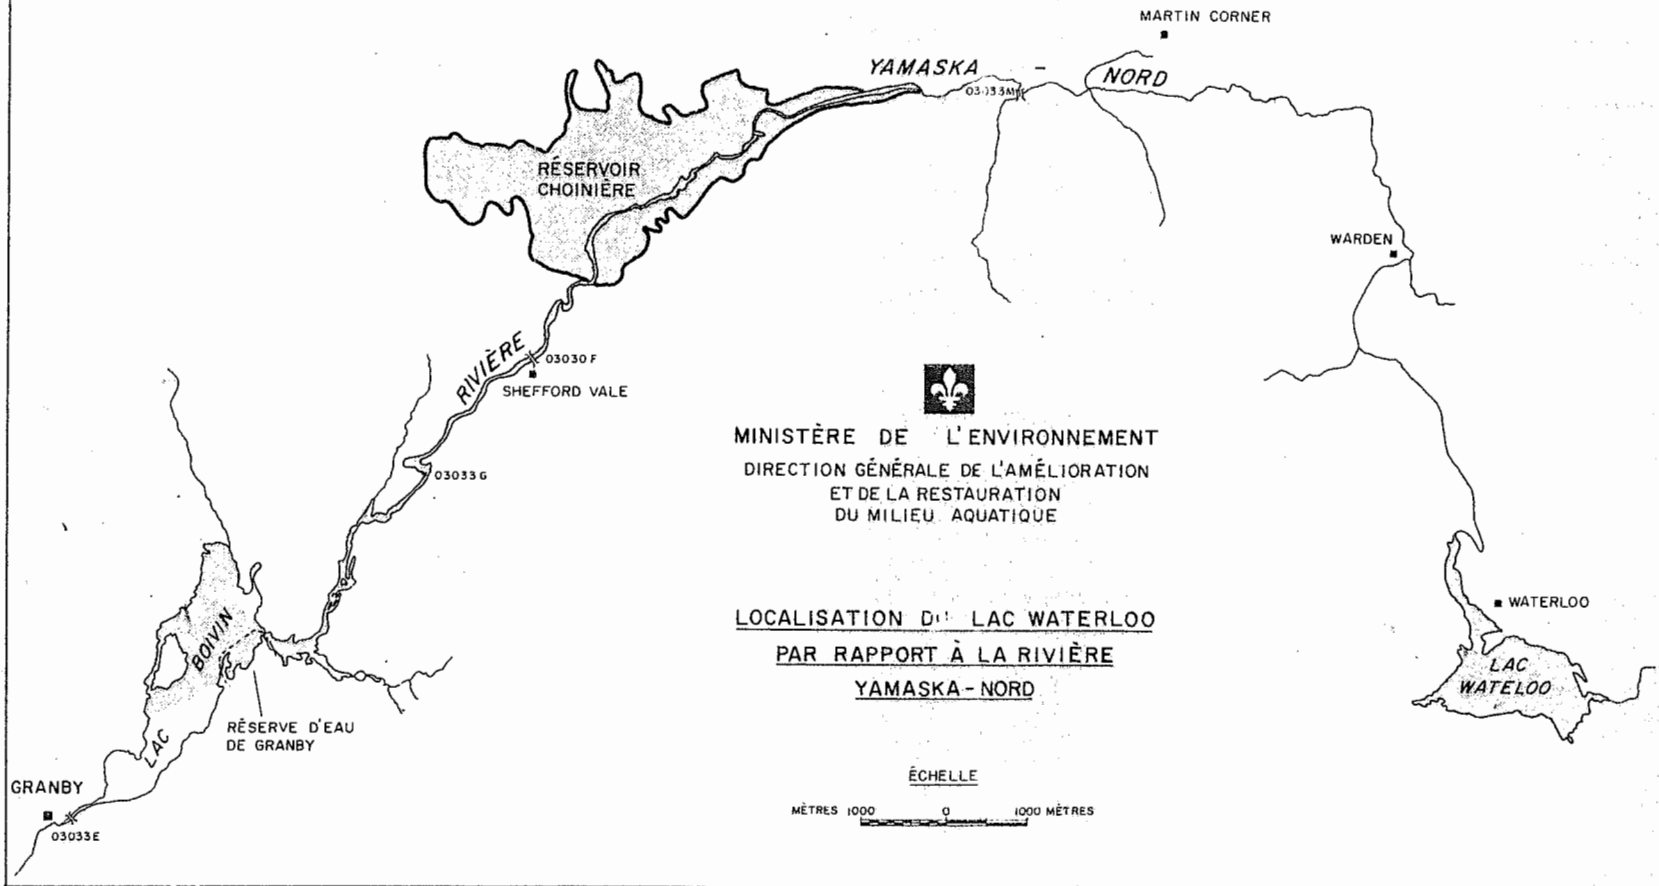 MARTIN CORNER
YAMASKA - NORD
RÉSERVOIR
CHOINIÈRE
WARDEN
RIVIÈRE
03030 F
SHEFFORD VALE
03033 G
MINISTÈRE DE L'ENVIRONNEMENT
DIRECTION GÉNÉRALE DE L'AMÉLIORATION
ET DE LA RESTAURATION
DU MILIEU AQUATIQUE
LOCALISATION LAC WATERLOO
PAR RAPPORT À LA RIVIÈRE
YAMASKA-NORD
WATERLOO
LAC
WATELOO
LAC BOIVIN
RÉSERVE D'EAU
DE GRANBY
GRANBY
03033E
ÉCHELLE
MÈTRES 1000 0 1000 MÈTRES